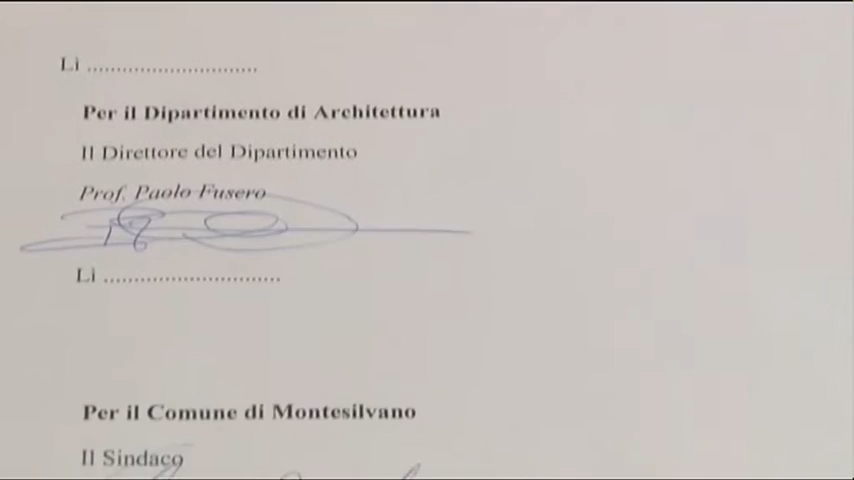 Lì .............................
Per il Dipartimento di Architettura
Il Direttore del Dipartimento
Prof. Paolo Fusero
Lì ..............................
Per il Comune di Montesilvano
Il Sindaco